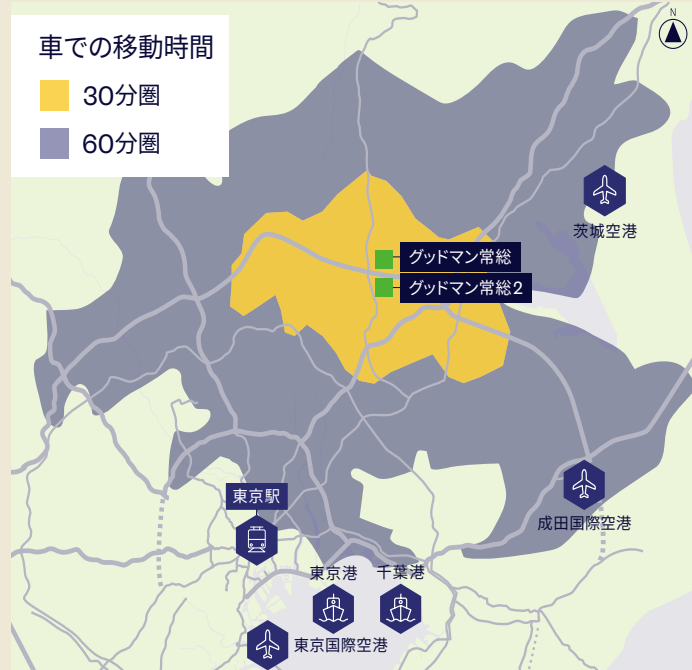 車での移動時間
30分圏
60分圏
N
茨城空港
グッドマン常総
グッドマン常総2
東京駅
成田国際空港
東京港
千葉港
東京国際空港